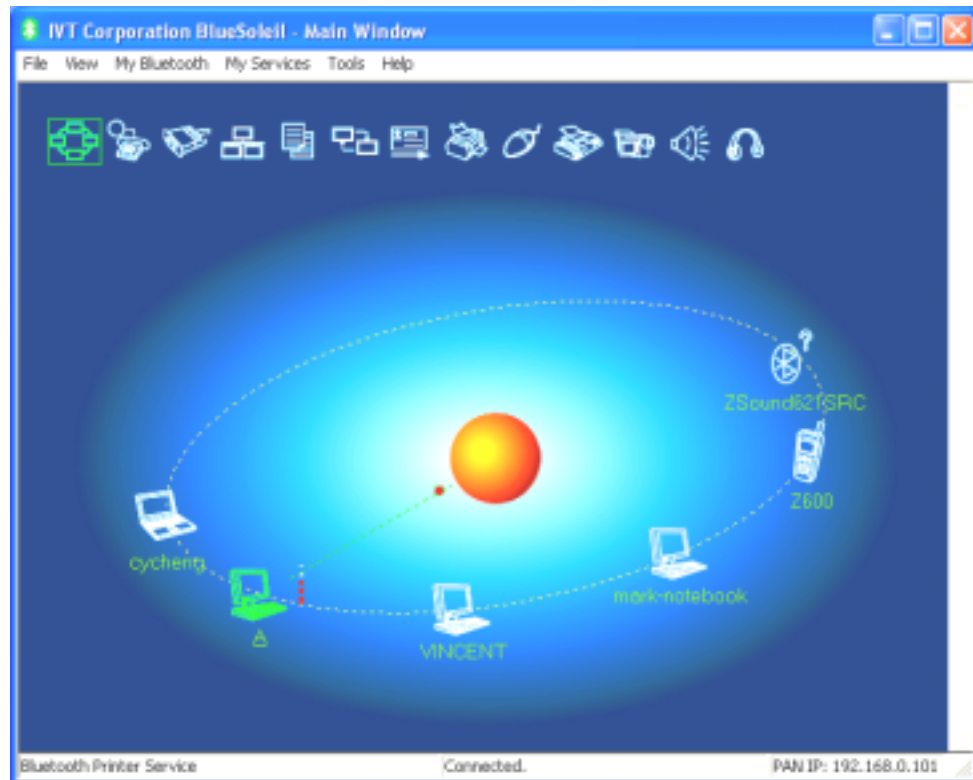 IVT Corporation BlueSoleil - Main Window
File View My Bluetooth My Services Tools Help
ZSound621SRC
Z600
cycheng
mark-notebook
A
VINCENT
Bluetooth Printer Service Connected. PAN IP: 192.168.0.101